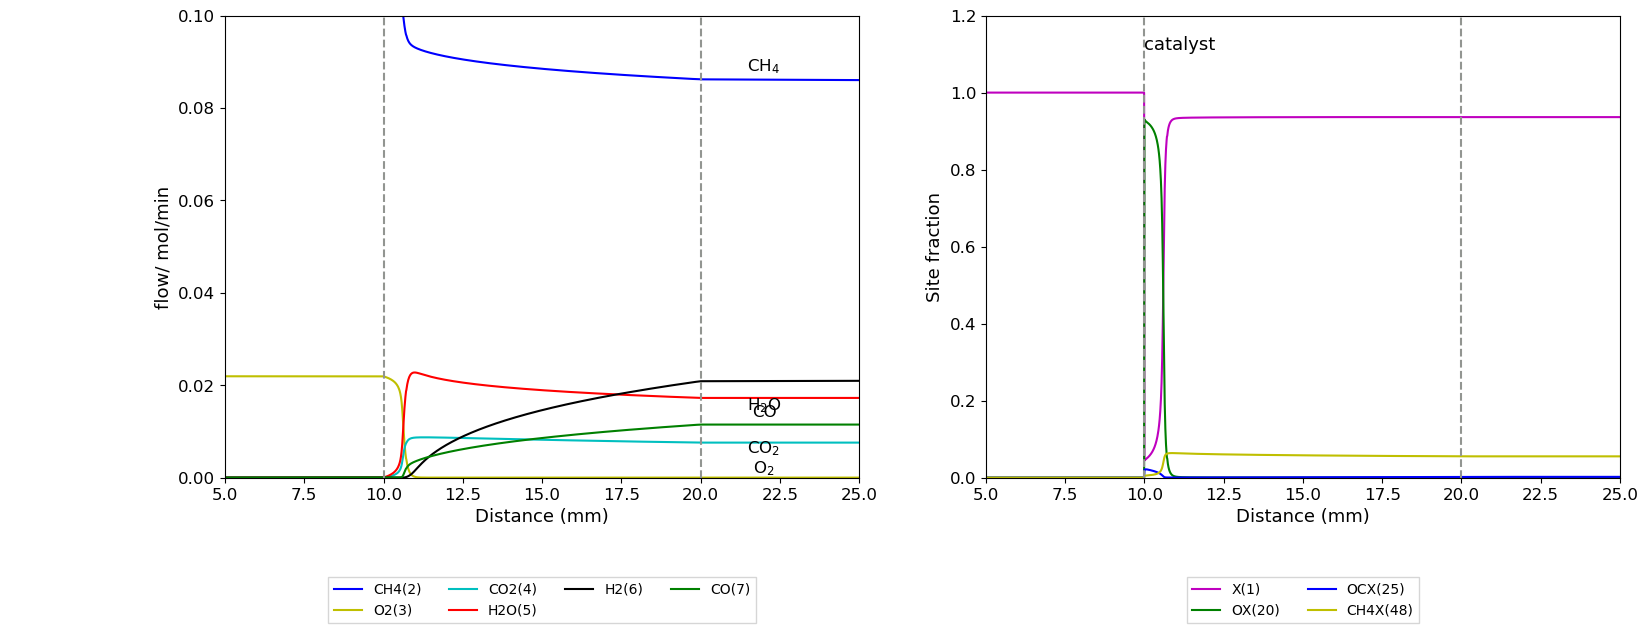 0.10
0.08
0.06
0.04
0.02
0.00
flow/ mol/min
CH₄
H₂O
CO
CO₂
O₂
5.0 7.5 10.0 12.5 15.0 17.5 20.0 22.5 25.0
Distance (mm)
CH4(2) CO2(4) H2(6) CO(7)
O2(3) H2O(5)
1.2
1.0
0.8
0.6
0.4
0.2
0.0
Site fraction
catalyst
5.0 7.5 10.0 12.5 15.0 17.5 20.0 22.5 25.0
Distance (mm)
X(1) OCX(25)
OX(20) CH4X(48)